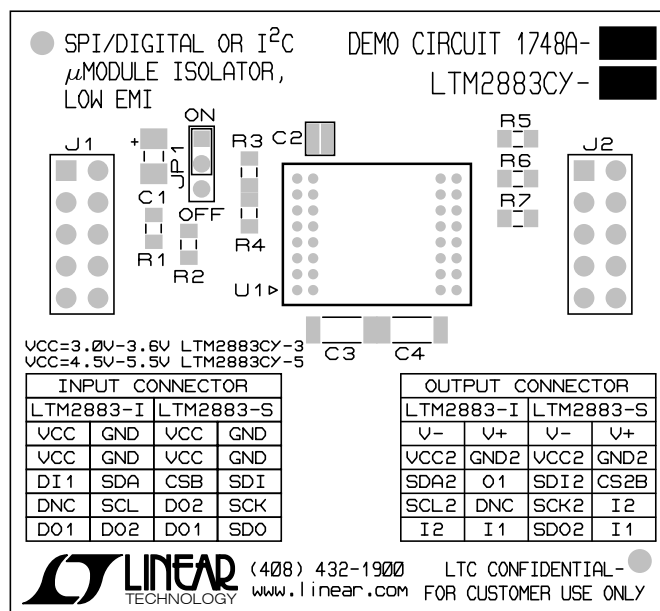 SPI/DIGITAL OR I²C
μMODULE ISOLATOR,
LOW EMI
DEMO CIRCUIT 1748A-
LTM2883CY-
J1
+
C1
ON
JP1
OFF
R1
R2
R3
R4
C2
U1
R5
R6
R7
J2
C3
C4
VCC=3.0V-3.6V LTM2883CY-3
VCC=4.5V-5.5V LTM2883CY-5
INPUT CONNECTOR
LTM2883-I LTM2883-S
VCC GND VCC GND
VCC GND VCC GND
DI1 SDA CSB SDI
DNC SCL DO2 SCK
DO1 DO2 DO1 SDO
OUTPUT CONNECTOR
LTM2883-I LTM2883-S
V- V+ V- V+
VCC2 GND2 VCC2 GND2
SDA2 O1 SDI2 CS2B
SCL2 DNC SCK2 I2
I2 I1 SDO2 I1
LT LINEAR
TECHNOLOGY
(408) 432-1900
www.linear.com
LTC CONFIDENTIAL-
FOR CUSTOMER USE ONLY